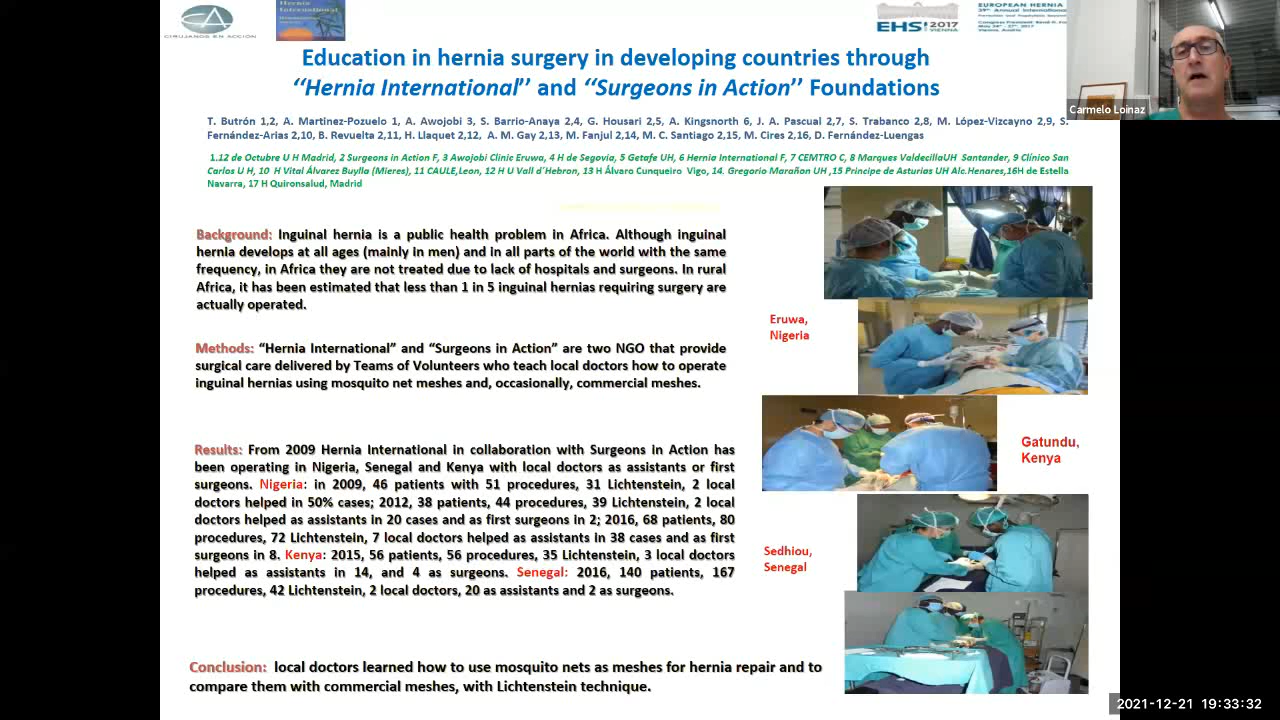 CIRUJANOS EN ACCIÓN
Hernia
International
EHS 2017
VIENNA
EUROPEAN HERNIA
39th Annual International
Vienna, Austria
Education in hernia surgery in developing countries through
‘‘Hernia International’’ and “Surgeons in Action’’ Foundations
Carmelo Loinaz
T. Butrón 1,2, A. Martinez-Pozuelo 1, A. Awojobi 3, S. Barrio-Anaya 2,4, G. Housari 2,5, A. Kingsnorth 6, J. A. Pascual 2,7, S. Trabanco 2,8, M. López-Vizcayno 2,9, S.
Fernández-Arias 2,10, B. Revuelta 2,11, H. Llaquet 2,12, A. M. Gay 2,13, M. Fanjul 2,14, M. C. Santiago 2,15, M. Cires 2,16, D. Fernández-Luengas
1.12 de Octubre U H Madrid, 2 Surgeons in Action F, 3 Awojobi Clinic Eruwa, 4 H de Segovia, 5 Getafe UH, 6 Hernia International F, 7 CEMTRO C, 8 Marques ValdecillaUH Santander, 9 Clínico San
Carlos U H, 10 H Vital Álvarez Buylla (Mieres), 11 CAULE,Leon, 12 H U Vall d´Hebron, 13 H Álvaro Cunqueiro Vigo, 14. Gregorio Marañon UH ,15 Principe de Asturias UH Alc.Henares,16H de Estella
Navarra, 17 H Quironsalud, Madrid
Background: Inguinal hernia is a public health problem in Africa. Although inguinal
hernia develops at all ages (mainly in men) and in all parts of the world with the same
frequency, in Africa they are not treated due to lack of hospitals and surgeons. In rural
Africa, it has been estimated that less than 1 in 5 inguinal hernias requiring surgery are
actually operated.
Eruwa,
Nigeria
Methods: “Hernia International” and “Surgeons in Action” are two NGO that provide
surgical care delivered by Teams of Volunteers who teach local doctors how to operate
inguinal hernias using mosquito net meshes and, occasionally, commercial meshes.
Gatundu,
Kenya
Results: From 2009 Hernia International in collaboration with Surgeons in Action has
been operating in Nigeria, Senegal and Kenya with local doctors as assistants or first
surgeons. Nigeria: in 2009, 46 patients with 51 procedures, 31 Lichtenstein, 2 local
doctors helped in 50% cases; 2012, 38 patients, 44 procedures, 39 Lichtenstein, 2 local
doctors helped as assistants in 20 cases and as first surgeons in 2; 2016, 68 patients, 80
procedures, 72 Lichtenstein, 7 local doctors helped as assistants in 38 cases and as first
surgeons in 8. Kenya: 2015, 56 patients, 56 procedures, 35 Lichtenstein, 3 local doctors
helped as assistants in 14, and 4 as surgeons. Senegal: 2016, 140 patients, 167
procedures, 42 Lichtenstein, 2 local doctors, 20 as assistants and 2 as surgeons.
Sedhiou,
Senegal
Conclusion: local doctors learned how to use mosquito nets as meshes for hernia repair and to
compare them with commercial meshes, with Lichtenstein technique.
2021-12-21 19:33:32